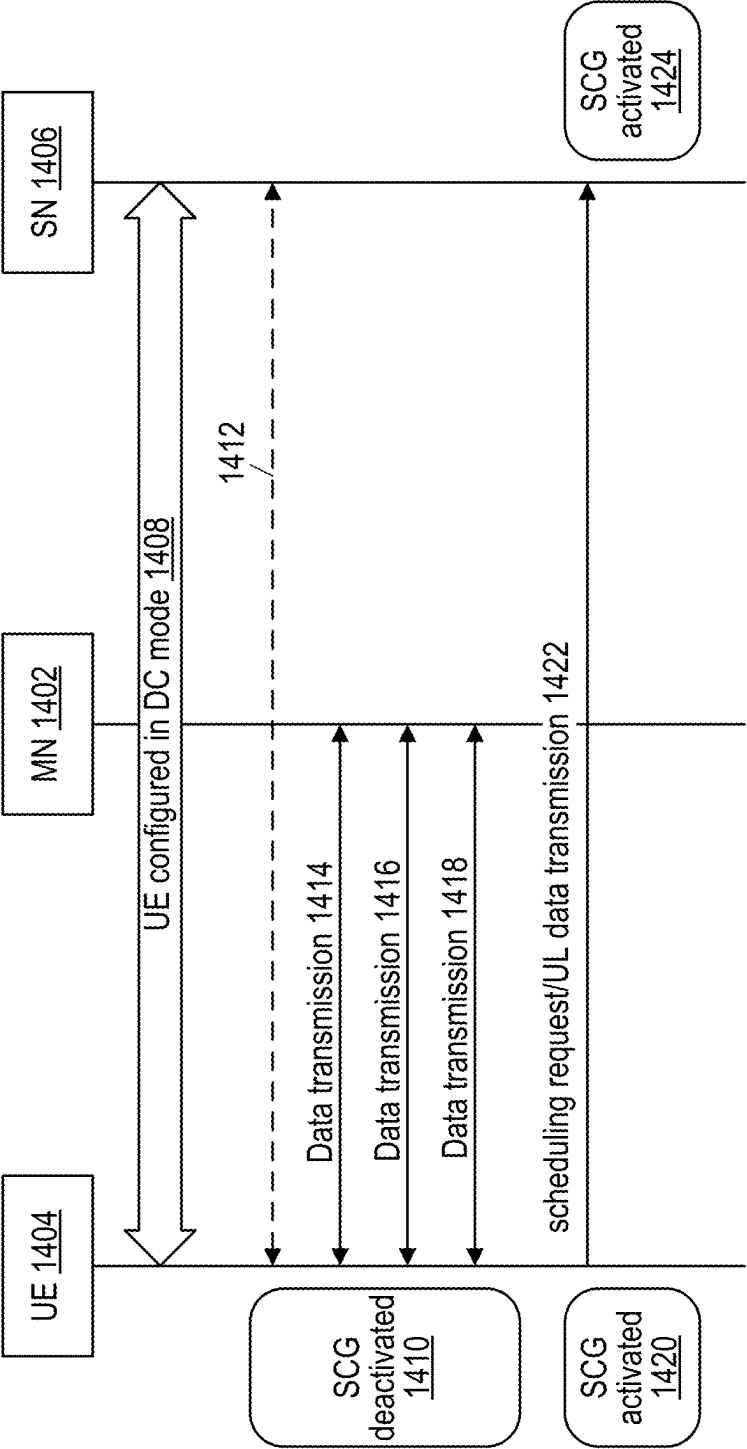 UE 1404
MN 1402
SN 1406
UE configured in DC mode 1408
SCG
deactivated
1410
1412
Data transmission 1414
Data transmission 1416
Data transmission 1418
SCG
activated
1420
scheduling request/UL data transmission 1422
SCG
activated
1424